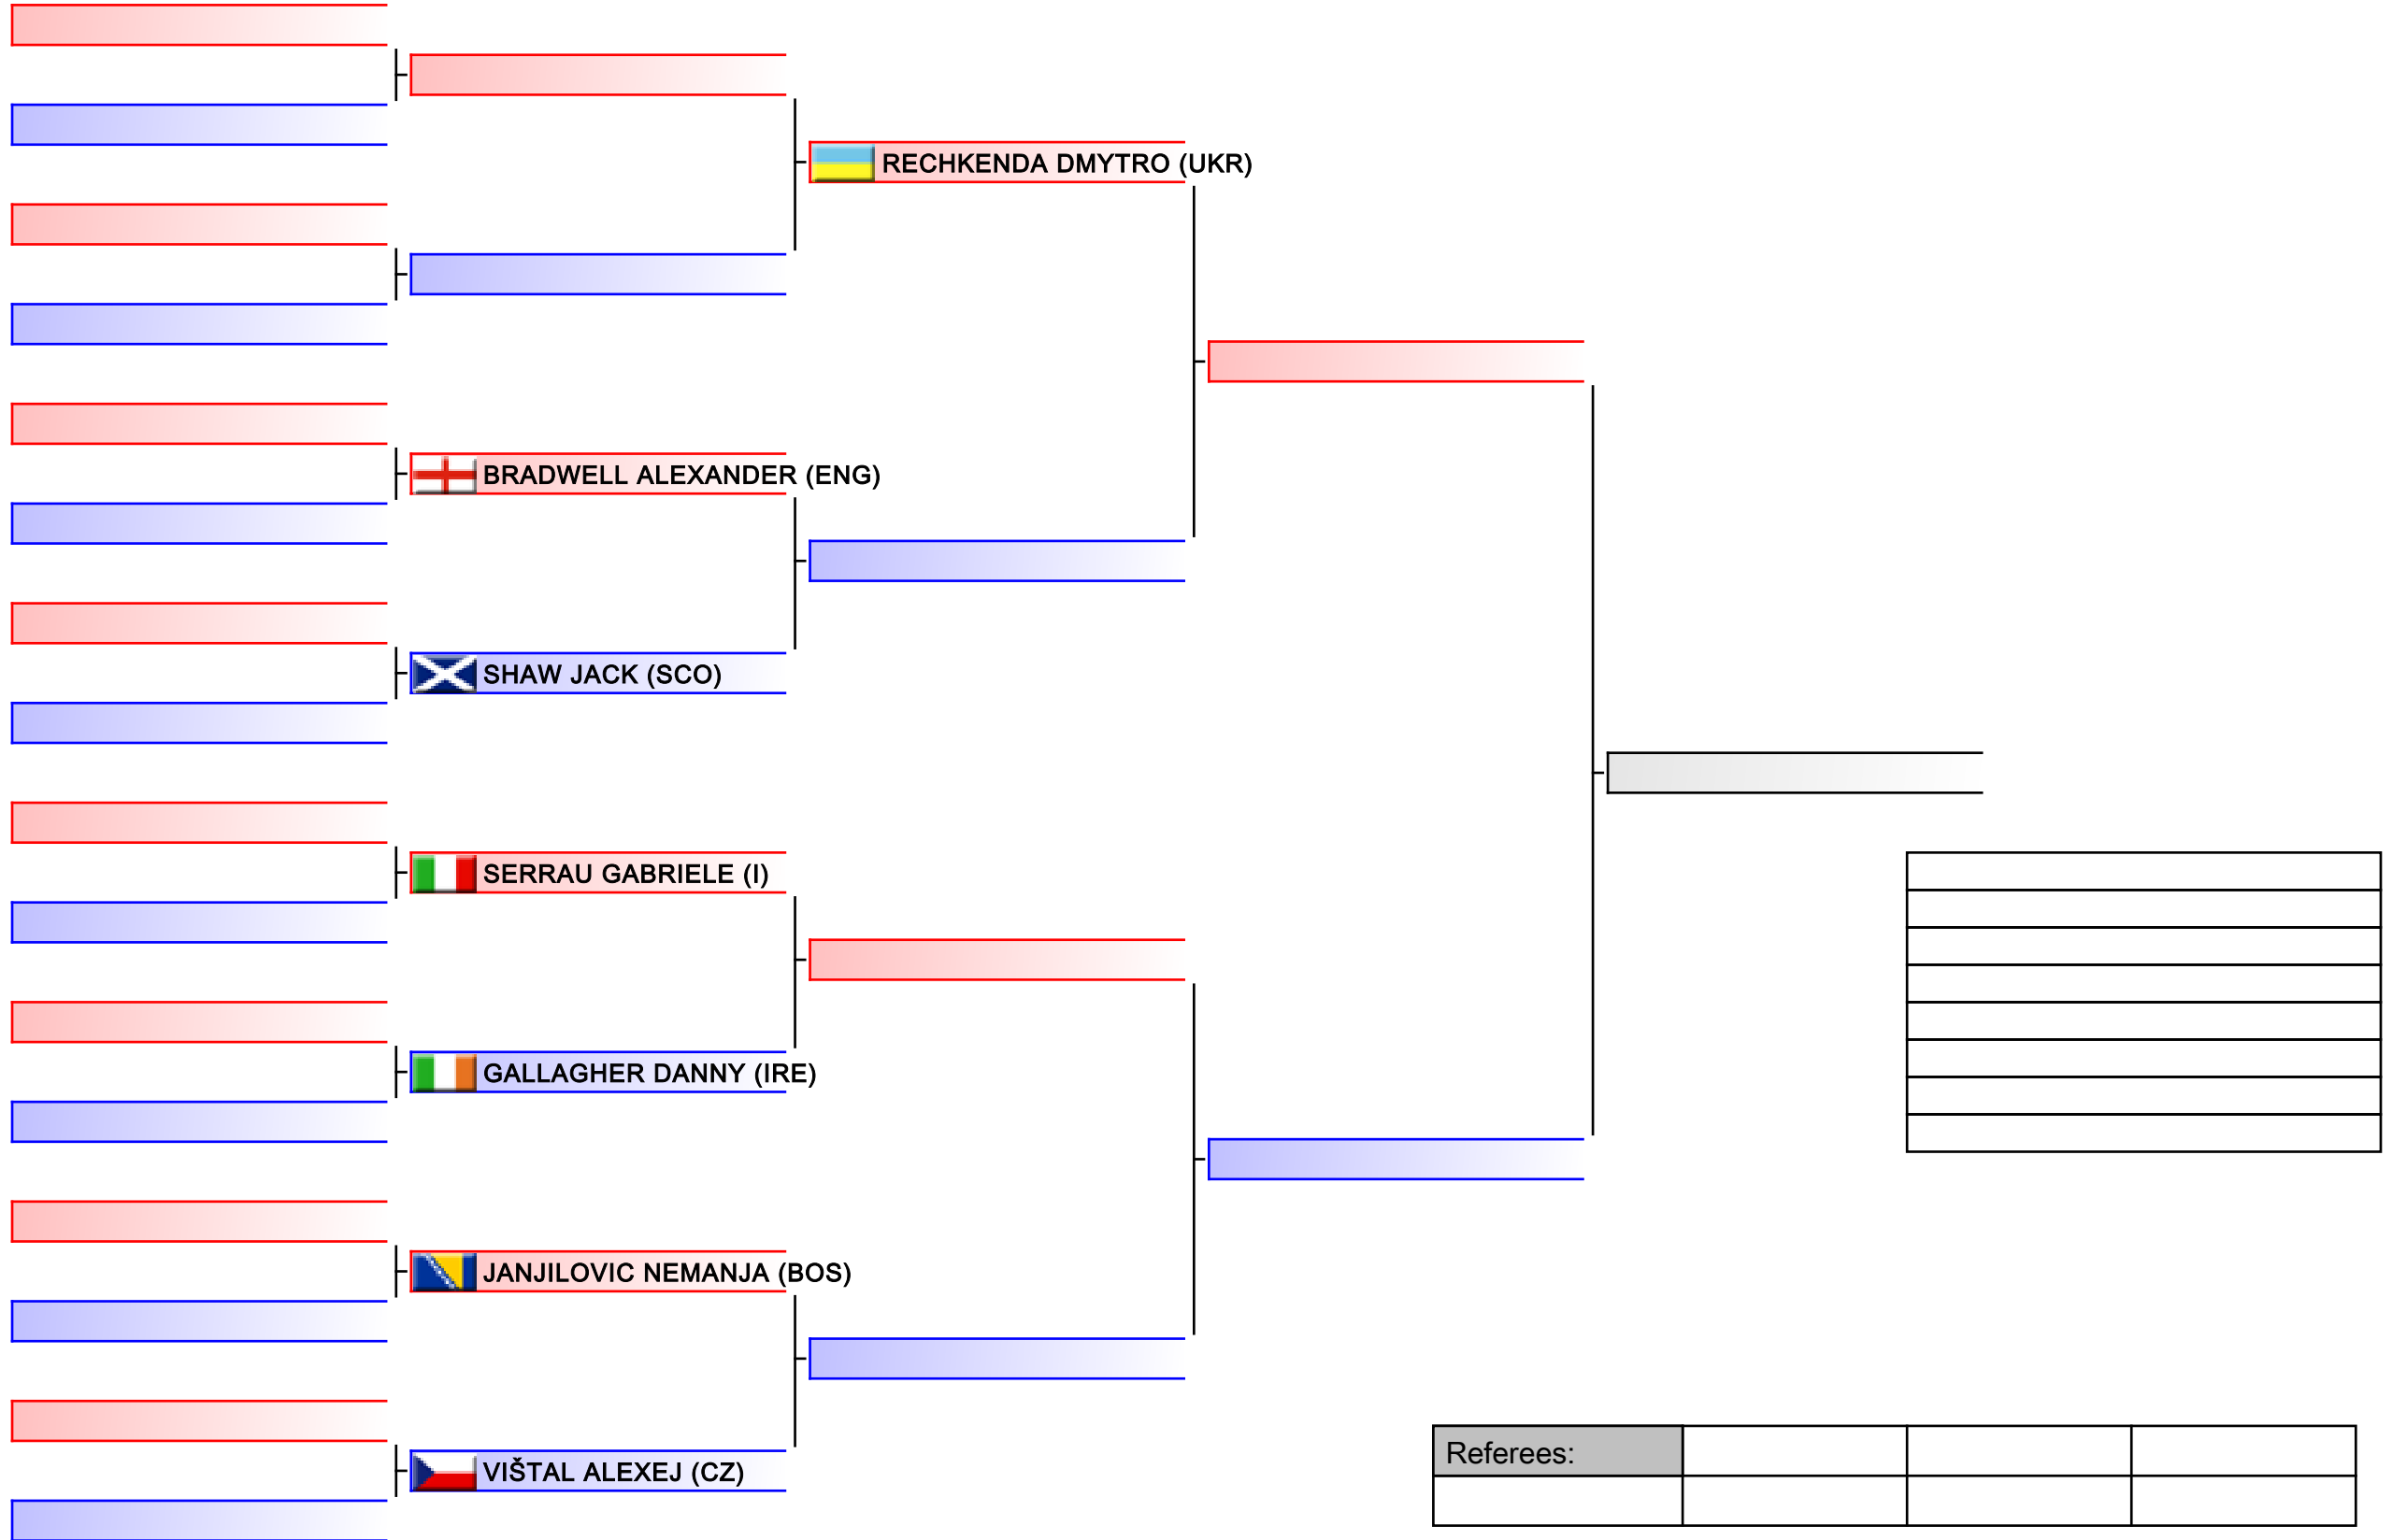 RECHKENDA DMYTRO (UKR)
BRADWELL ALEXANDER (ENG)
SHAW JACK (SCO)
SERRAU GABRIELE (I)
GALLAGHER DANNY (IRE)
JANJILOVIC NEMANJA (BOS)
VIŠTAL ALEXEJ (CZ)
Referees: